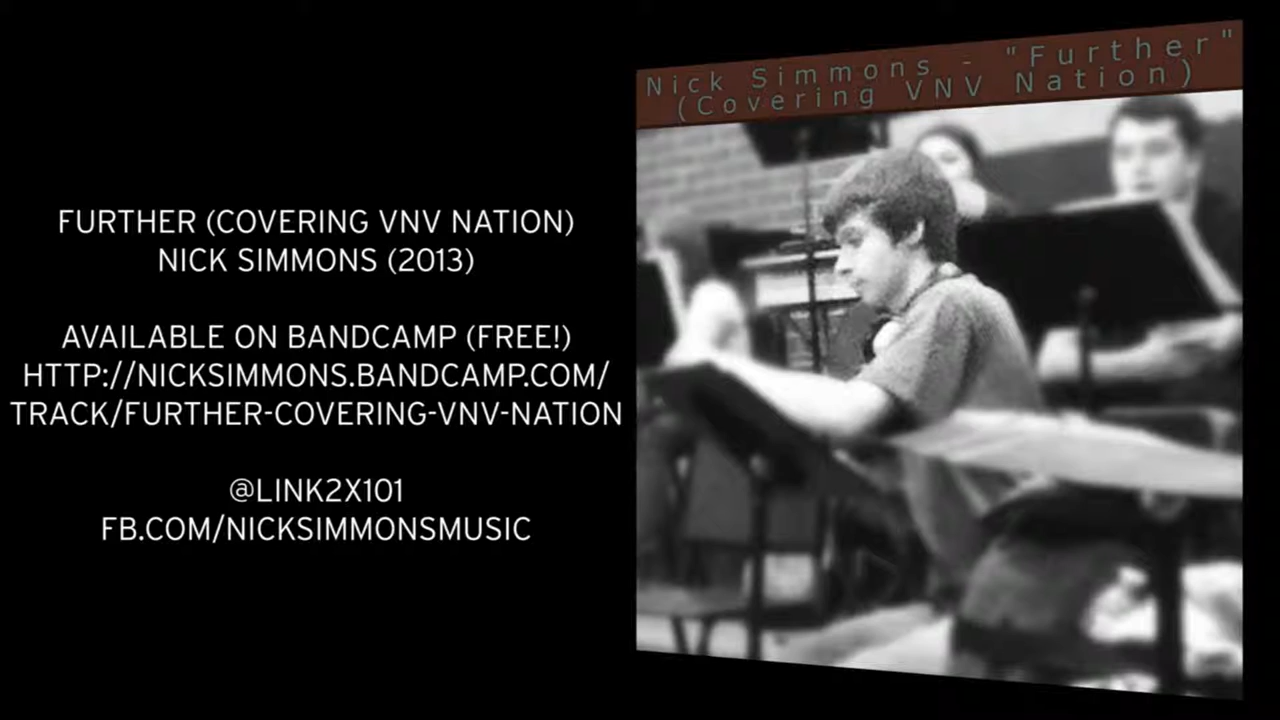 FURTHER (COVERING VNV NATION)
NICK SIMMONS (2013)
AVAILABLE ON BANDCAMP (FREE!)
HTTP://NICKSIMMONS.BANDCAMP.COM/
TRACK/FURTHER-COVERING-VNV-NATION
@LINK2X101
FB.COM/NICKSIMMONSMUSIC
Nick Simmons - "Further"
(Covering VNV Nation)